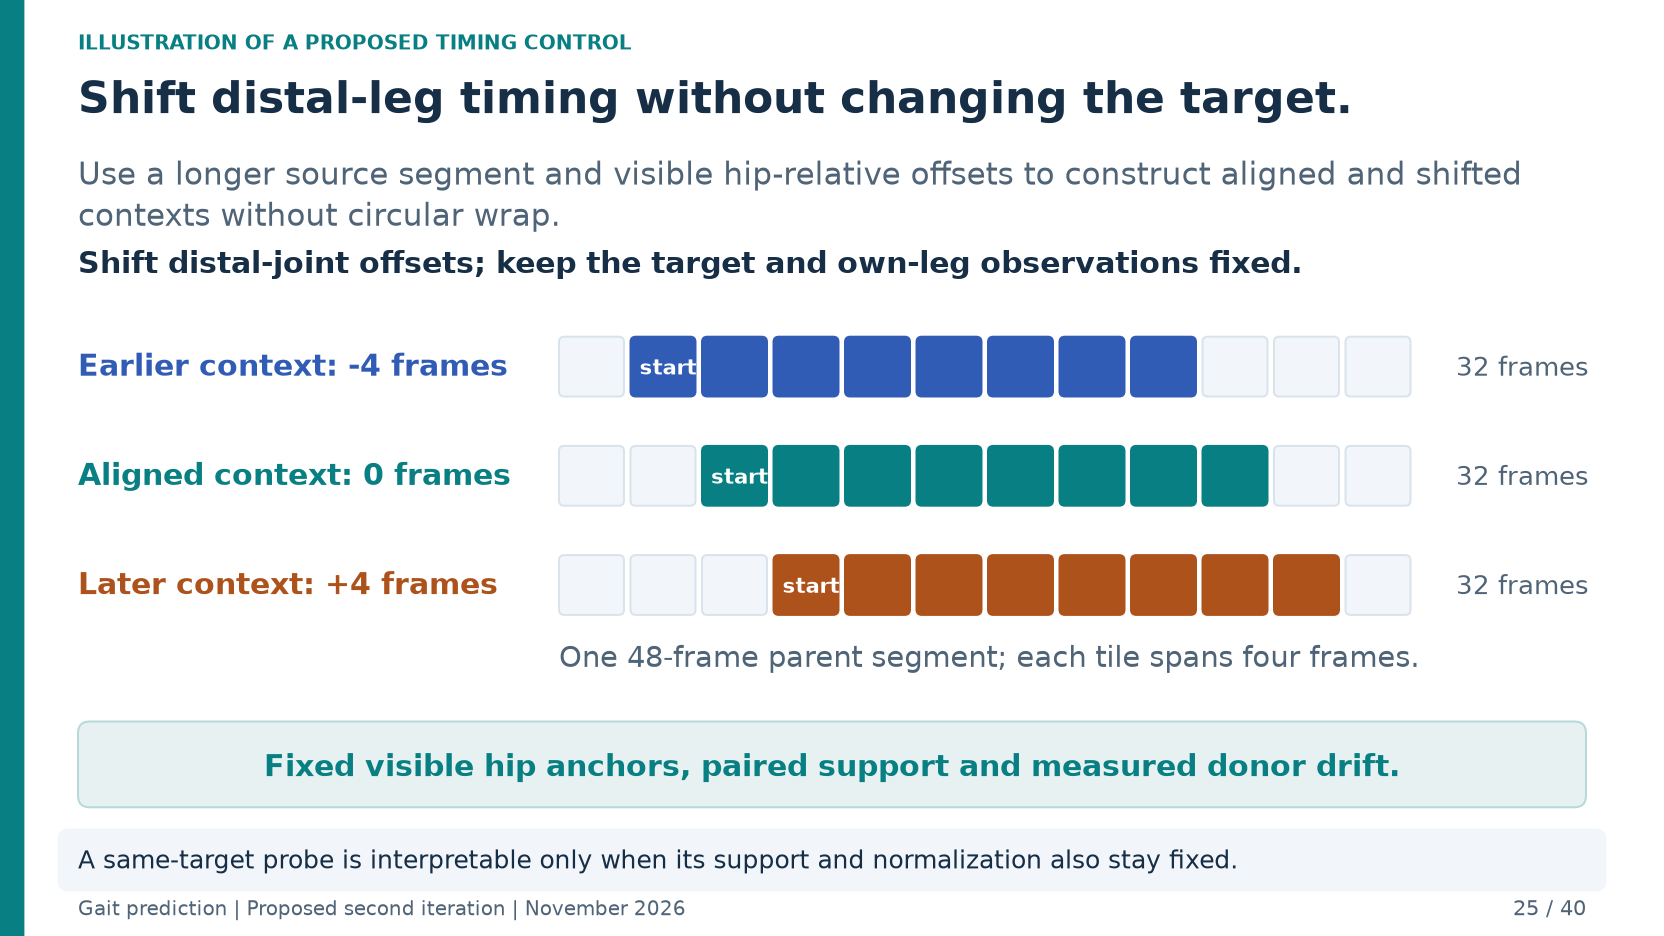 ILLUSTRATION OF A PROPOSED TIMING CONTROL
Shift distal-leg timing without changing the target.
Use a longer source segment and visible hip-relative offsets to construct aligned and shifted
contexts without circular wrap.
Shift distal-joint offsets; keep the target and own-leg observations fixed.
Earlier context: -4 frames start 32 frames
Aligned context: 0 frames start 32 frames
Later context: +4 frames start 32 frames
One 48-frame parent segment; each tile spans four frames.
Fixed visible hip anchors, paired support and measured donor drift.
A same-target probe is interpretable only when its support and normalization also stay fixed.
Gait prediction | Proposed second iteration | November 2026 25 / 40